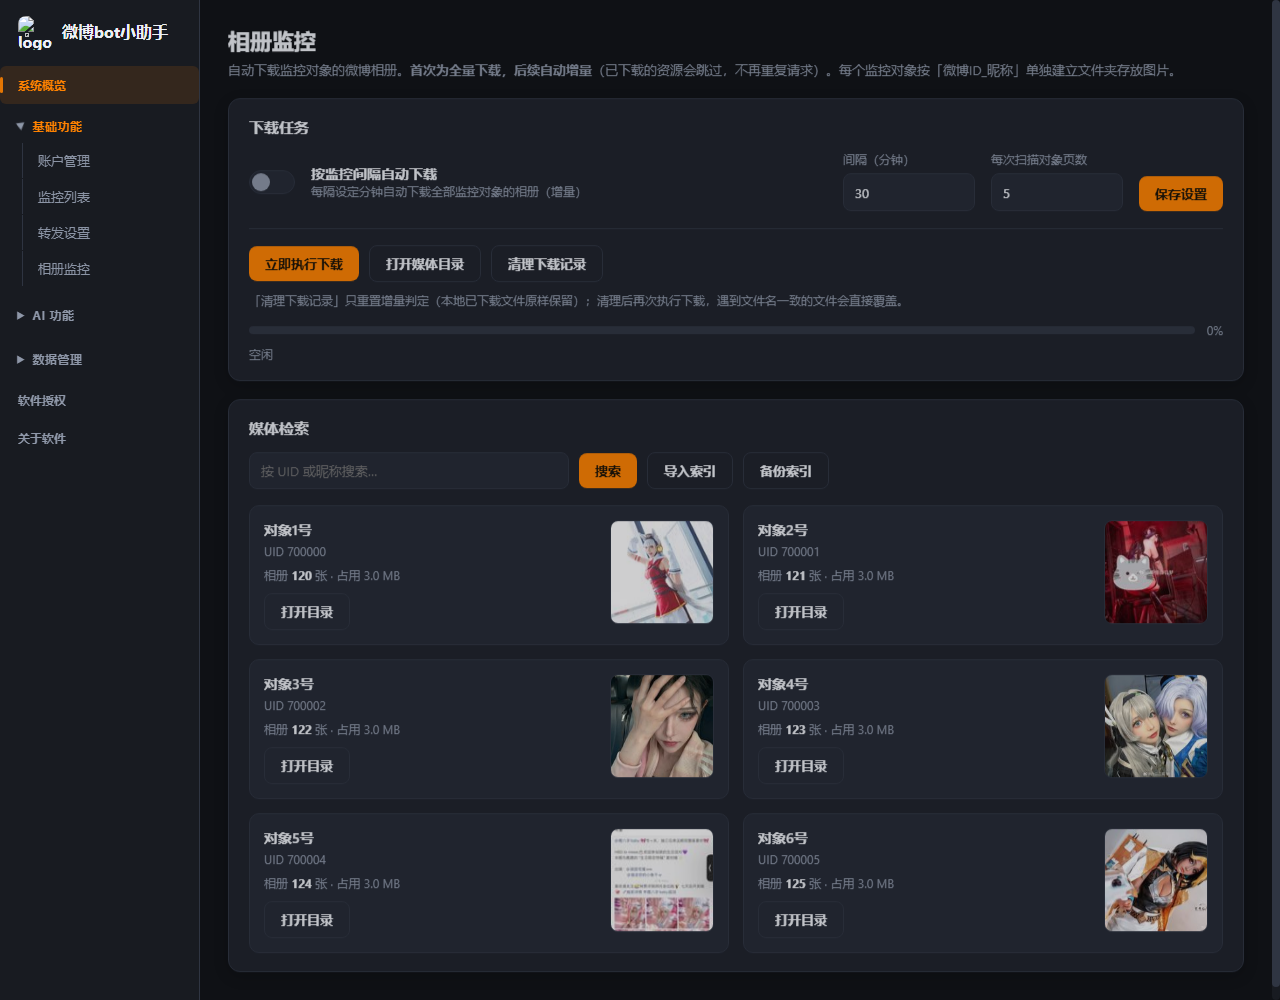 logo
微博bot小助手
系统概览
基础功能
账户管理
监控列表
转发设置
相册监控
AI 功能
数据管理
软件授权
关于软件
相册监控
自动下载监控对象的微博相册。首次为全量下载，后续自动增量（已下载的资源会跳过，不再重复请求）。每个监控对象按「微博ID_昵称」单独建立文件夹存放图片。
下载任务
按监控间隔自动下载
每隔设定分钟自动下载全部监控对象的相册（增量）
间隔（分钟）
30
每次扫描对象页数
5
保存设置
立即执行下载
打开媒体目录
清理下载记录
「清理下载记录」只重置增量判定（本地已下载文件原样保留）；清理后再次执行下载，遇到文件名一致的文件会直接覆盖。
0%
空闲
媒体检索
按 UID 或昵称搜索...
搜索
导入索引
备份索引
对象1号
UID 700000
相册 120 张 · 占用 3.0 MB
打开目录
对象2号
UID 700001
相册 121 张 · 占用 3.0 MB
打开目录
对象3号
UID 700002
相册 122 张 · 占用 3.0 MB
打开目录
对象4号
UID 700003
相册 123 张 · 占用 3.0 MB
打开目录
对象5号
UID 700004
相册 124 张 · 占用 3.0 MB
打开目录
对象6号
UID 700005
相册 125 张 · 占用 3.0 MB
打开目录